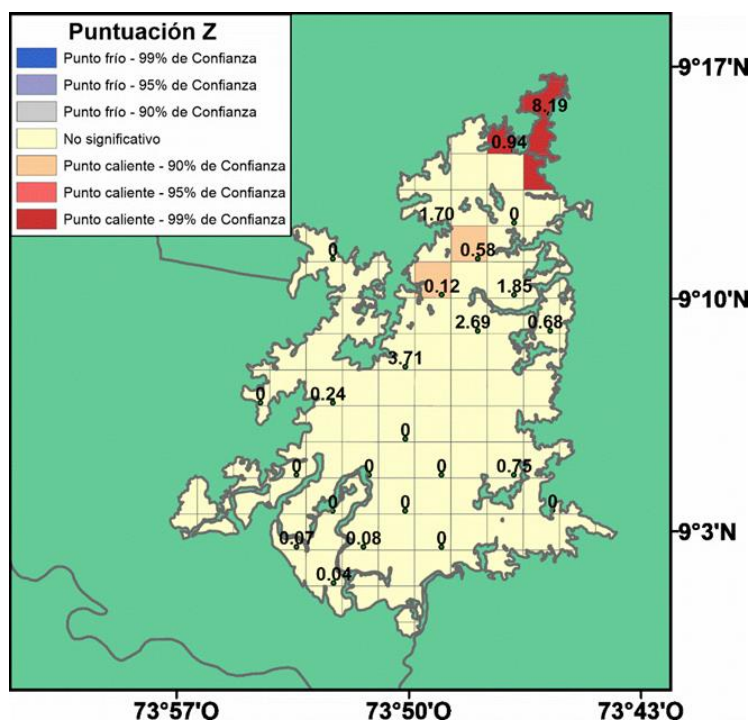 Puntuación Z
Punto frío - 99% de Confianza
Punto frío - 95% de Confianza
Punto frío - 90% de Confianza
No significativo
Punto caliente - 90% de Confianza
Punto caliente - 95% de Confianza
Punto caliente - 99% de Confianza
9°17'N
8.19
0.94
1.70 0
0 0.58
0.12 1.85
9°10'N
2.69 0.68
3.71
0 0.24
0
0 0 0 0.75
0 0 0
9°3'N
0.07 0.08 0
0.04
73°57'O 73°50'O 73°43'O